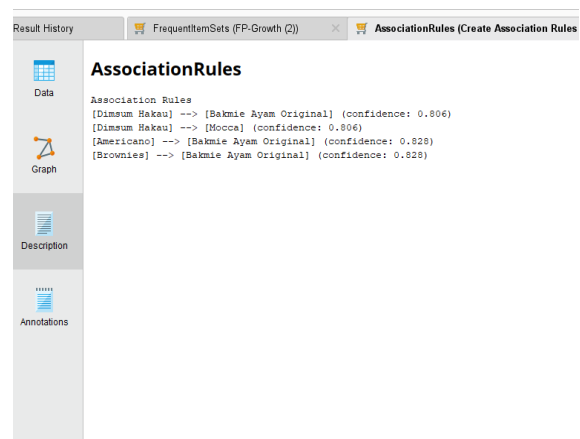 Result History
FrequentItemSets (FP-Growth (2))
AssociationRules (Create Association Rules
Data
Graph
Description
Annotations
AssociationRules
Association Rules
[Dimsum Hakau] --> [Bakmie Ayam Original] (confidence: 0.806)
[Dimsum Hakau] --> [Mocca] (confidence: 0.806)
[Americano] --> [Bakmie Ayam Original] (confidence: 0.828)
[Brownies] --> [Bakmie Ayam Original] (confidence: 0.828)